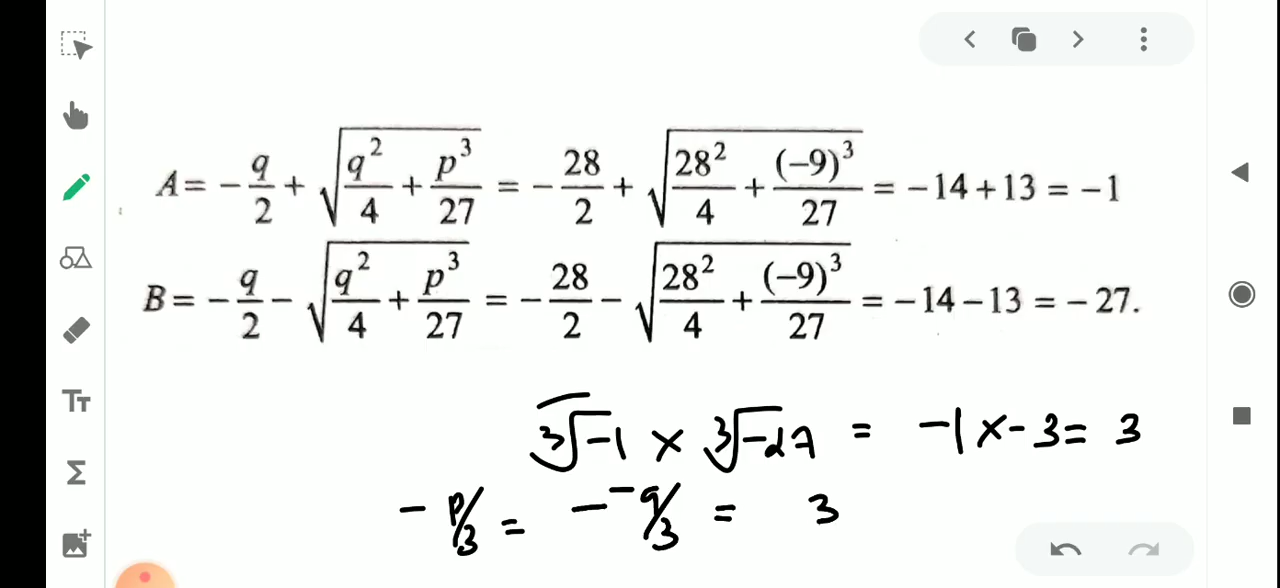 A = -q/2 + √(q²/4 + p³/27) = -28/2 + √(28²/4 + (-9)³/27) = -14 + 13 = -1
B = -q/2 - √(q²/4 + p³/27) = -28/2 - √(28²/4 + (-9)³/27) = -14 - 13 = -27.
∛-1 × ∛-27 = -1 × -3 = 3
-p/3 = --9/3 = 3
Tт
Σ